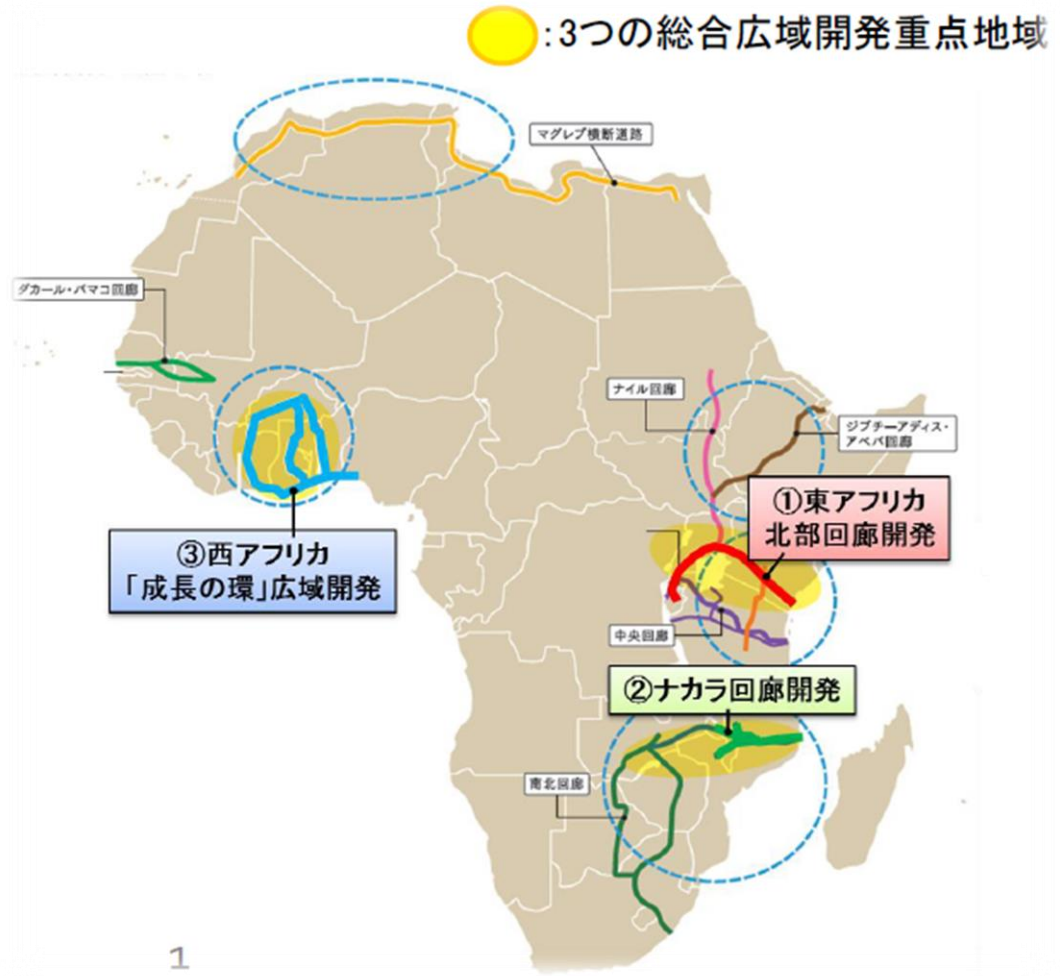 :3つの総合広域開発重点地域
マグレブ横断道路
ダカール・バマコ回廊
ナイル回廊
ジブチーアディス・
アベバ回廊
①東アフリカ
北部回廊開発
③西アフリカ
「成長の環」広域開発
中央回廊
②ナカラ回廊開発
南北回廊
1